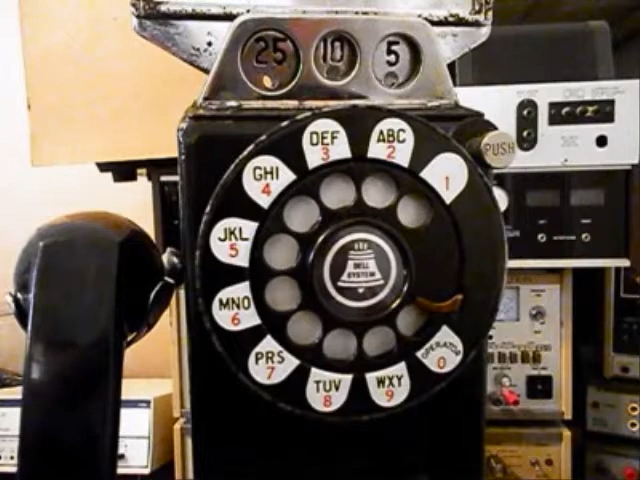 25 10 5
PUSH
ABC
2
DEF
3
1
GHI
4
JKL
5
BELL
SYSTEM
MNO
6
PRS
7
TUV
8
WXY
9
OPERATOR
0